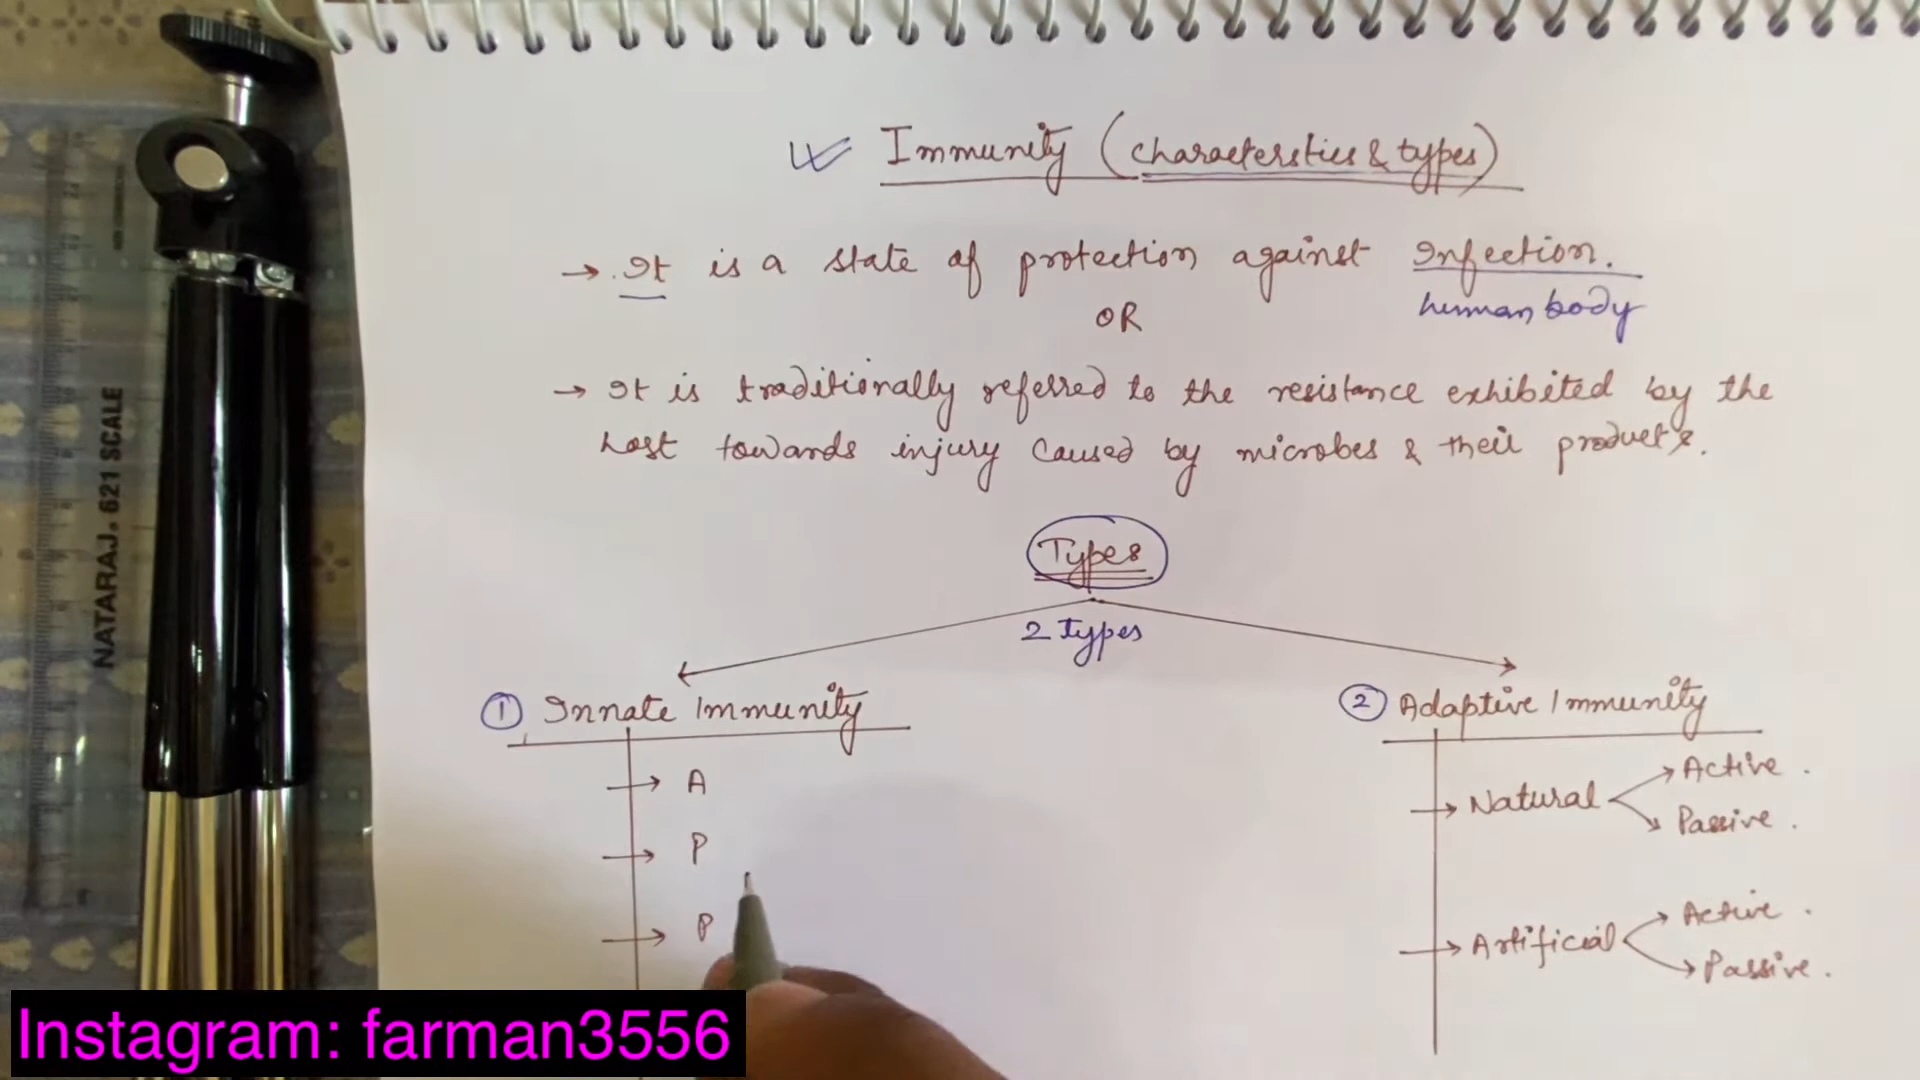 Immunity (characterstics & types)
→ It is a state of protection against Infection.
human body
OR
→ It is traditionally referred to the resistance exhibited by the
host towards injury caused by microbes & their products.
Types
2 types
① Innate Immunity
→ A
→ P
→ P
② Adaptive Immunity
→ Natural → Active .
→ Passive .
→ Artificial → Active .
→ Passive .
NATARAJ. 621 SCALE
Instagram: farman3556